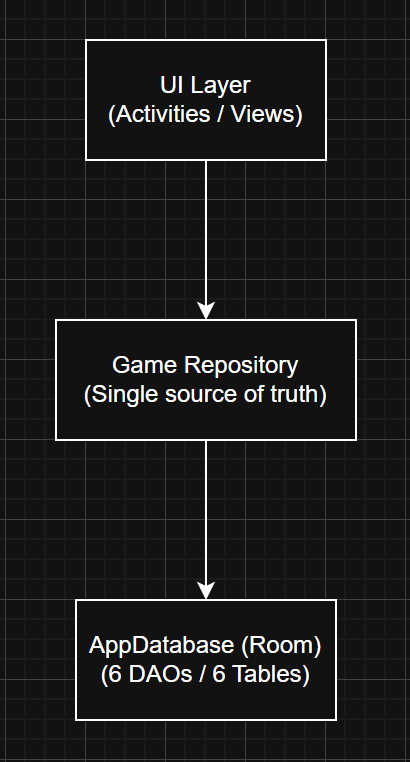 UI Layer
(Activities / Views)
Game Repository
(Single source of truth)
AppDatabase (Room)
(6 DAOs / 6 Tables)